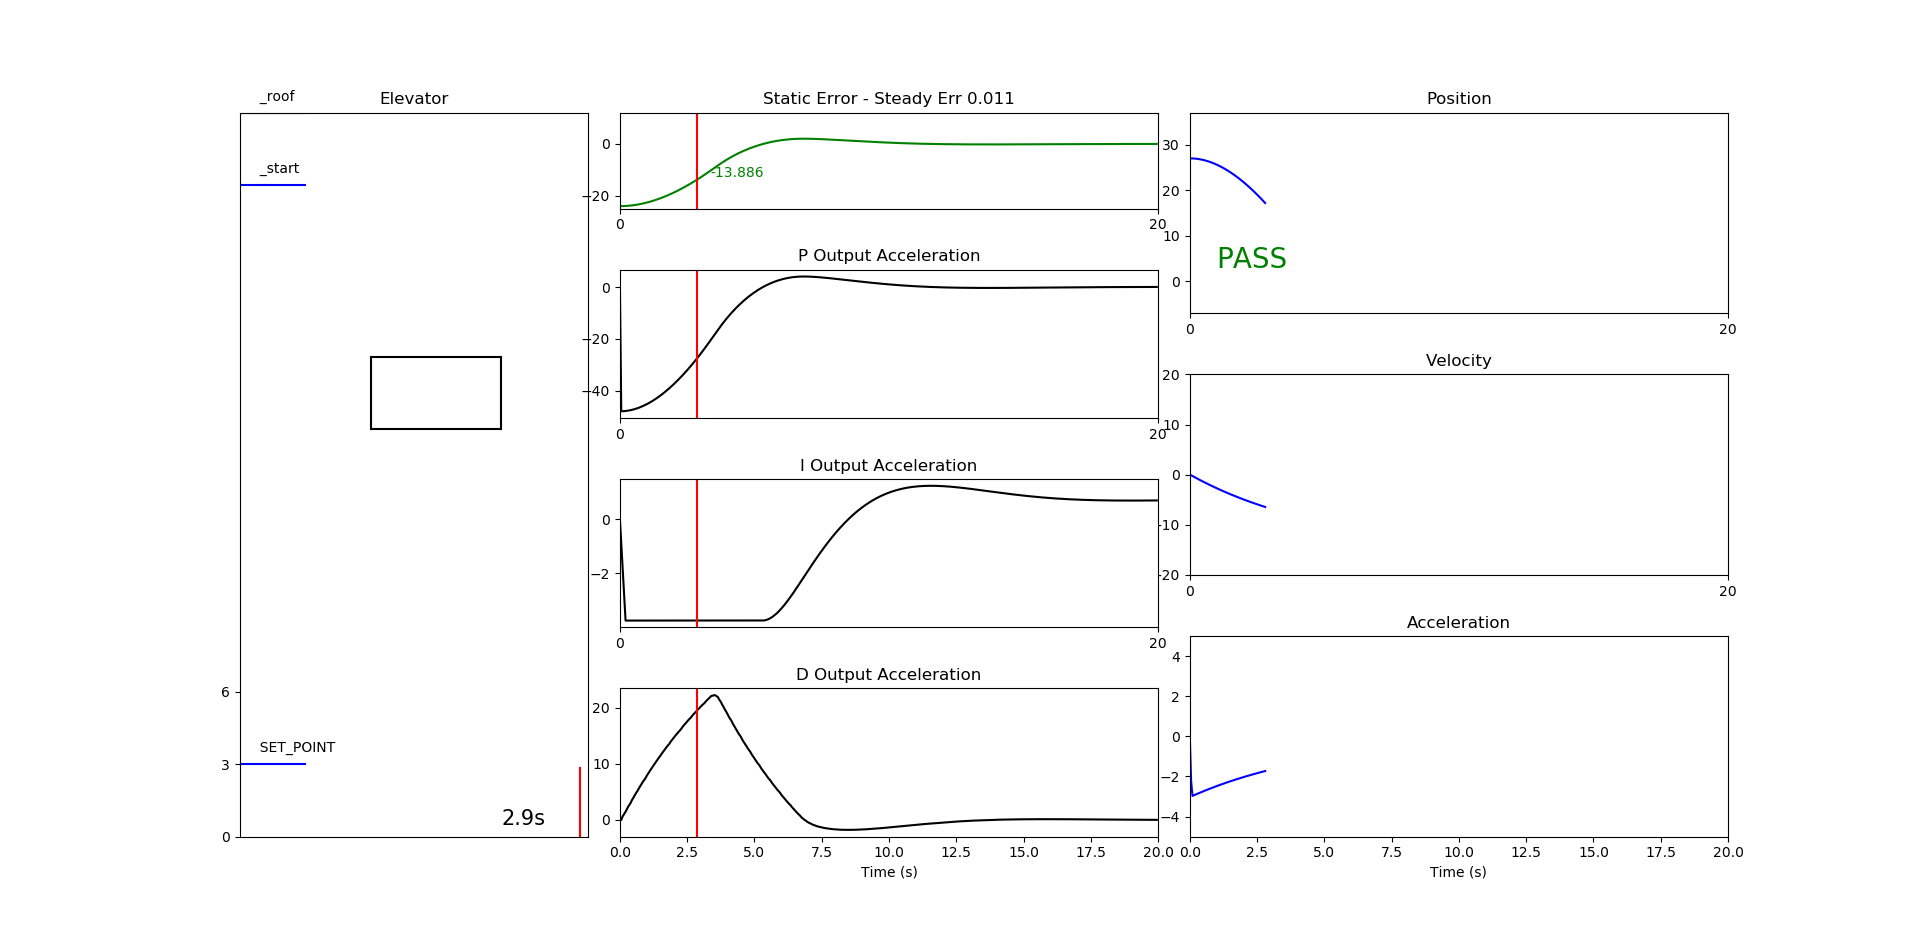 _roof
Elevator
_start
6
SET_POINT
3
2.9s
0
Static Error - Steady Err 0.011
0
-13.886
−20
0
20
P Output Acceleration
0
−20
−40
0
20
I Output Acceleration
0
−2
0
20
D Output Acceleration
20
10
0
0.0 2.5 5.0 7.5 10.0 12.5 15.0 17.5 20.0
Time (s)
Position
30
20
10
PASS
0
0
20
Velocity
20
10
0
-10
-20
0
20
Acceleration
4
2
0
−2
−4
0.0 2.5 5.0 7.5 10.0 12.5 15.0 17.5 20.0
Time (s)